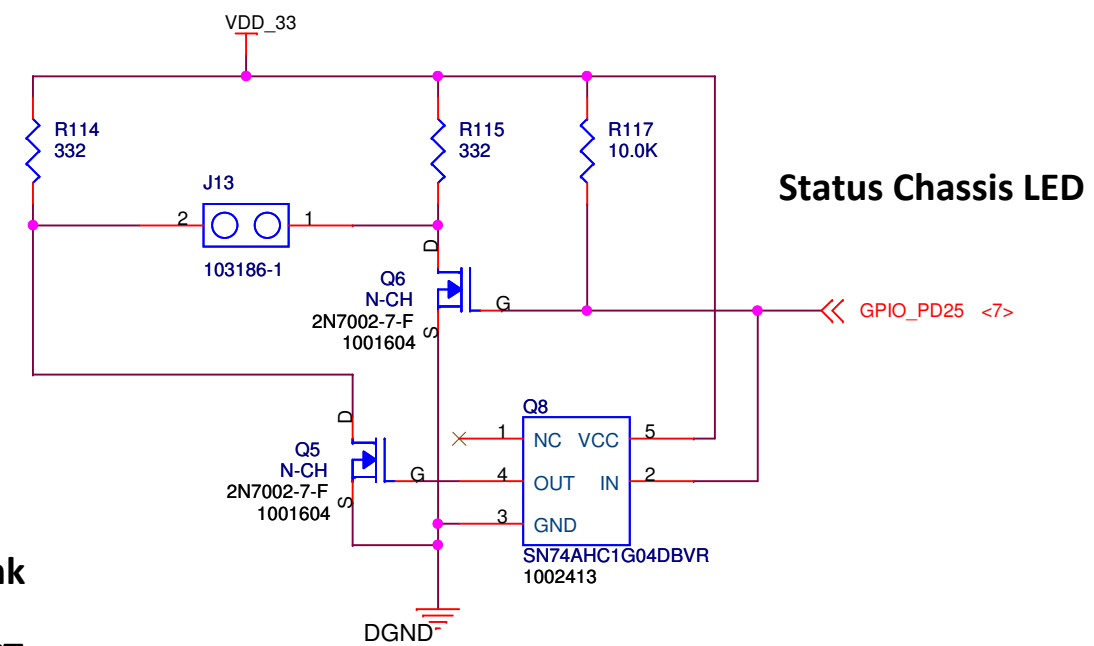 VDD_33
R114
332
R115
332
R117
10.0K
Status Chassis LED
J13
2
1
103186-1
D
Q6
N-CH
2N7002-7-F
1001604
G
S
GPIO_PD25 <7>
D
Q5
N-CH
2N7002-7-F
1001604
G
S
Q8
1 NC VCC 5
4 OUT IN 2
3 GND
SN74AHC1G04DBVR
1002413
DGND